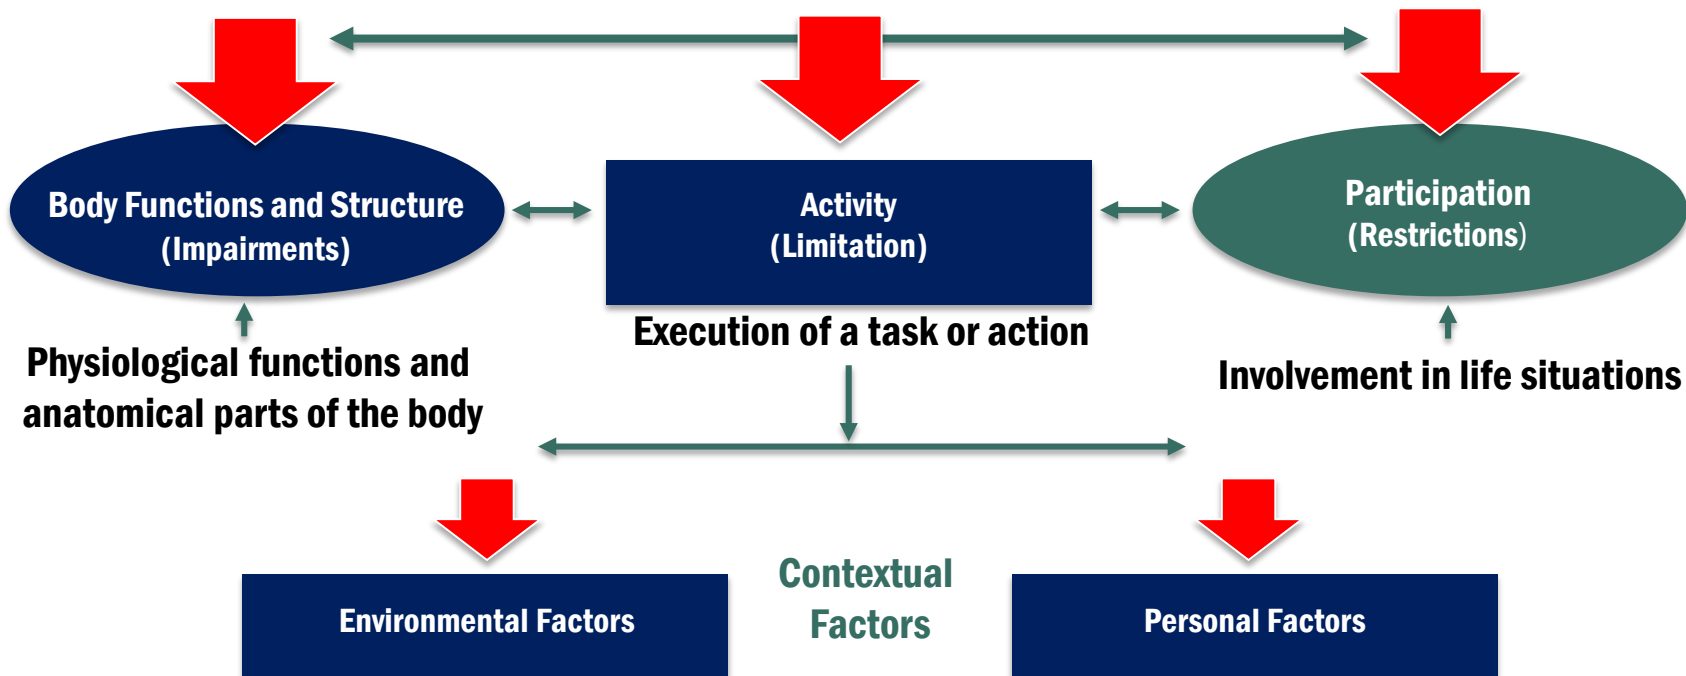 Body Functions and Structure
(Impairments)
Activity
(Limitation)
Participation
(Restrictions)
Physiological functions and
anatomical parts of the body
Execution of a task or action
Involvement in life situations
Environmental Factors
Contextual
Factors
Personal Factors